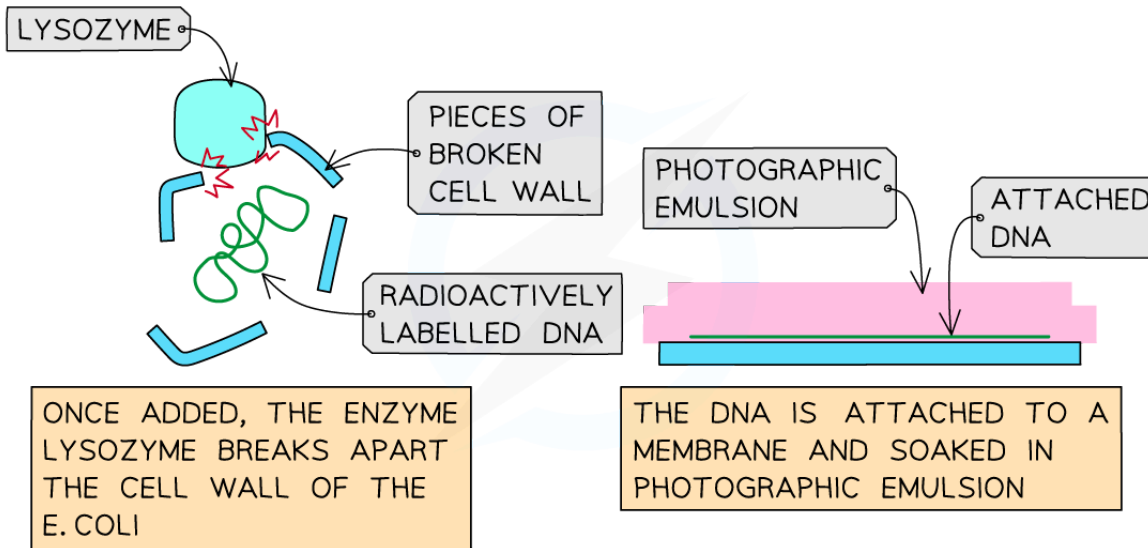 LYSOZYME
PIECES OF
BROKEN
CELL WALL
RADIOACTIVELY
LABELLED DNA
ONCE ADDED, THE ENZYME
LYSOZYME BREAKS APART
THE CELL WALL OF THE
E. COLI
PHOTOGRAPHIC
EMULSION
ATTACHED
DNA
THE DNA IS ATTACHED TO A
MEMBRANE AND SOAKED IN
PHOTOGRAPHIC EMULSION